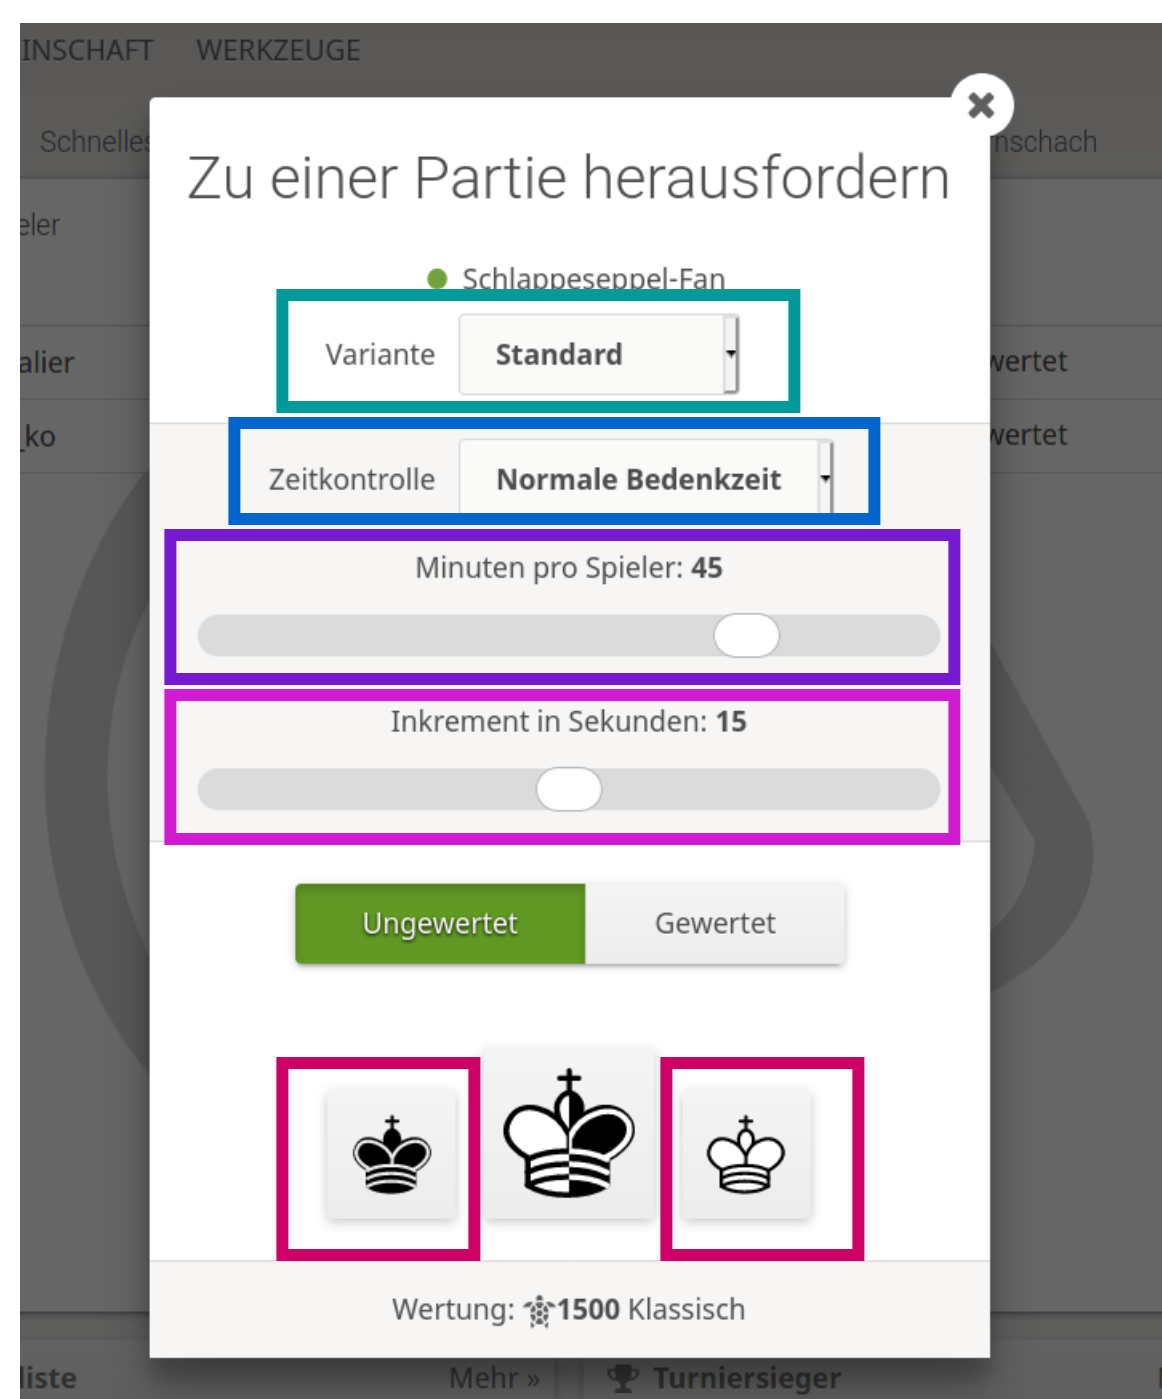 INSCHAFT WERKZEUGE
Schnelles nschach
Zu einer Partie herausfordern
eler
Schlappeseppel-Fan
Variante Standard
alier wertet
_ko wertet
Zeitkontrolle Normale Bedenkzeit
Minuten pro Spieler: 45
Inkrement in Sekunden: 15
Ungewertet Gewertet
Wertung: 1500 Klassisch
liste Mehr » Turniersieger